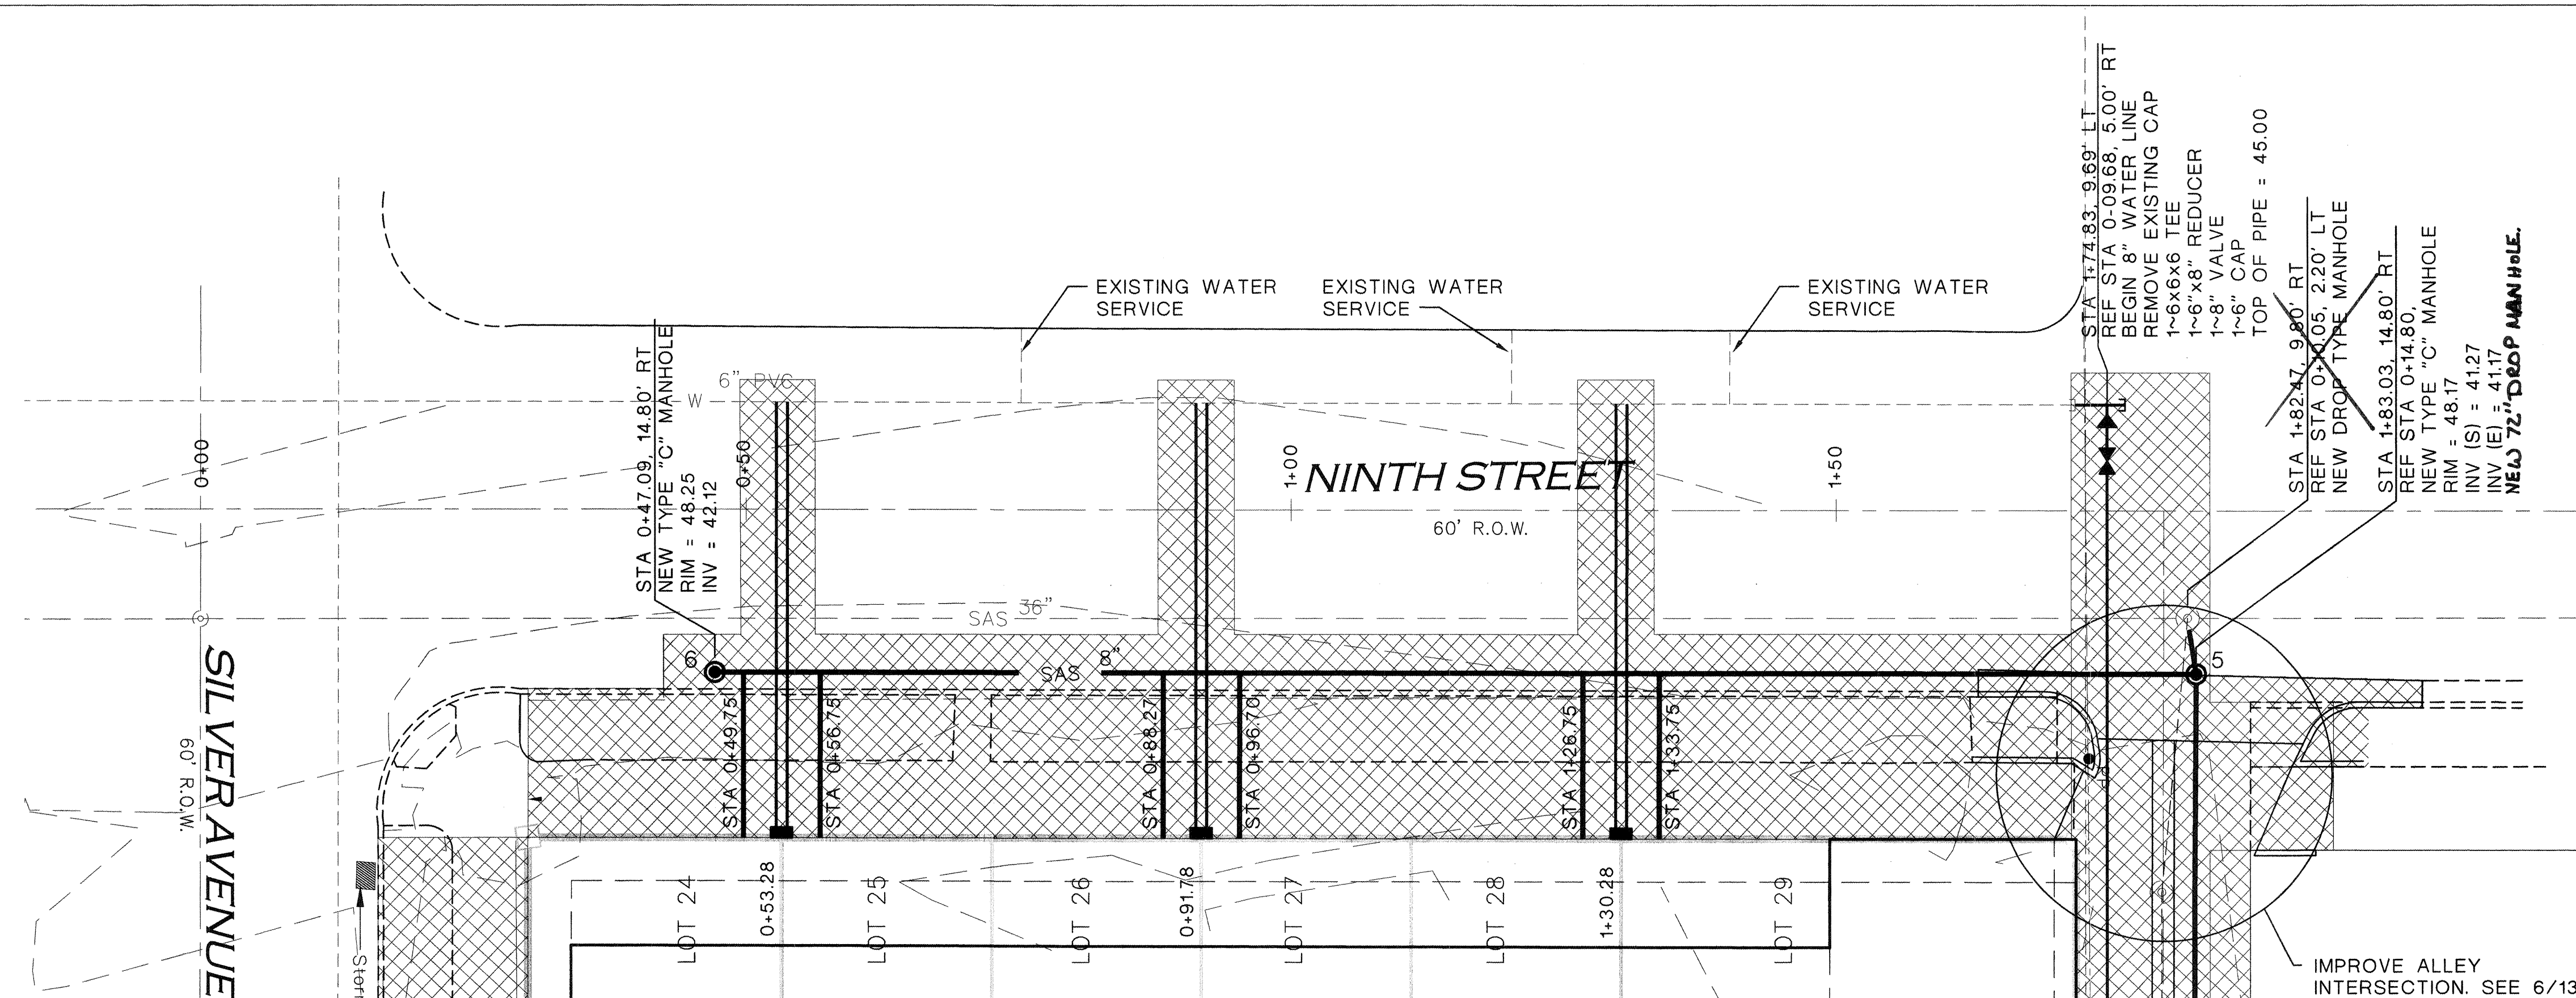 EXISTING WATER
SERVICE
EXISTING WATER
SERVICE
EXISTING WATER
SERVICE
STA 1+74.83, 9.69' LT
REF STA 0-09.68, 5.00' RT
BEGIN 8" WATER LINE
REMOVE EXISTING CAP
1~6x6x6 TEE
1~6"x8" REDUCER
1~8" VALVE
1~6" CAP
TOP OF PIPE = 45.00
STA 1+82.47, 9.80' RT
REF STA 0+10.05, 2.20' LT
NEW DROP TYPE MANHOLE
STA 1+83.03, 14.80' RT
REF STA 0+14.80,
NEW TYPE "C" MANHOLE
RIM = 48.17
INV (S) = 41.27
INV (E) = 41.17
NEW 72" DROP MANHOLE.
STA 0+47.09, 14.80' RT
NEW TYPE "C" MANHOLE
RIM = 48.25
INV = 42.12
6" PVC
W
0+00
0+50
1+00
1+50
NINTH STREET
60' R.O.W.
SAS
36"
6
SAS
8"
5
SILVER AVENUE
60' R.O.W.
STA 0+49.75
STA 0+56.75
STA 0+88.27
STA 0+96.70
STA 1+26.75
STA 1+33.75
LOT 24
0+53.28
LOT 25
LOT 26
0+91.78
LOT 27
LOT 28
1+30.28
LOT 29
IMPROVE ALLEY
INTERSECTION. SEE 6/13